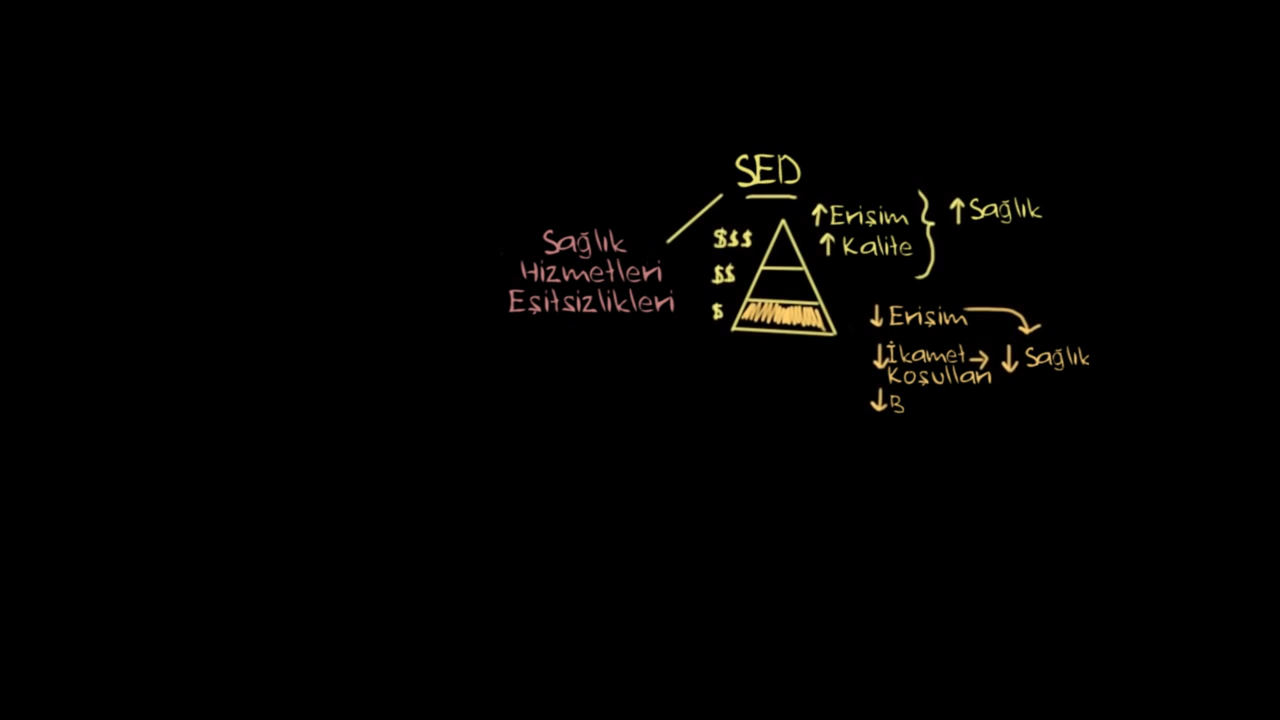 SED
Sağlık
Hizmetleri
Eşitsizlikleri
$$$
$$
$
↑Erişim
↑Kalite
↑Sağlık
↓Erişim
↓İkamet→
Koşulları
↓Sağlık
↓B